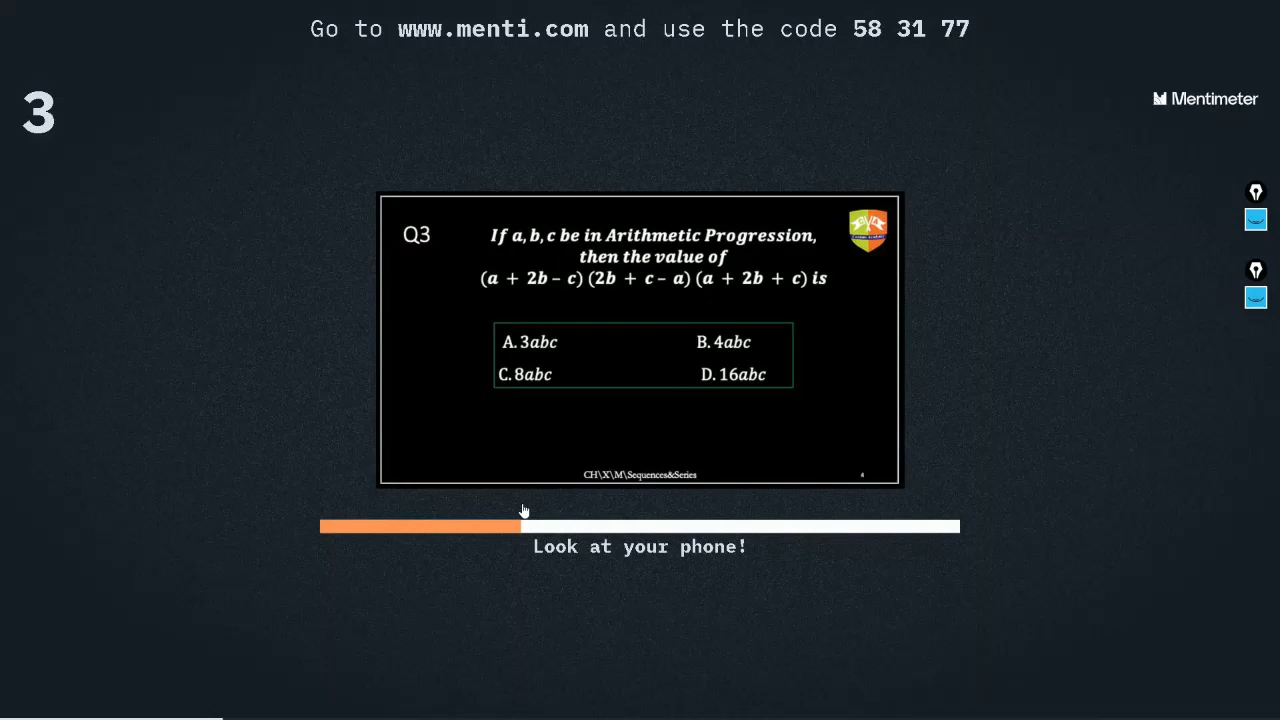 Go to www.menti.com and use the code 58 31 77
3
Mentimeter
Q3
If a, b, c be in Arithmetic Progression,
then the value of
(a + 2b – c) (2b + c – a) (a + 2b + c) is
A. 3abc B. 4abc
C. 8abc D. 16abc
CH\X\M\Sequences&Series 4
Look at your phone!